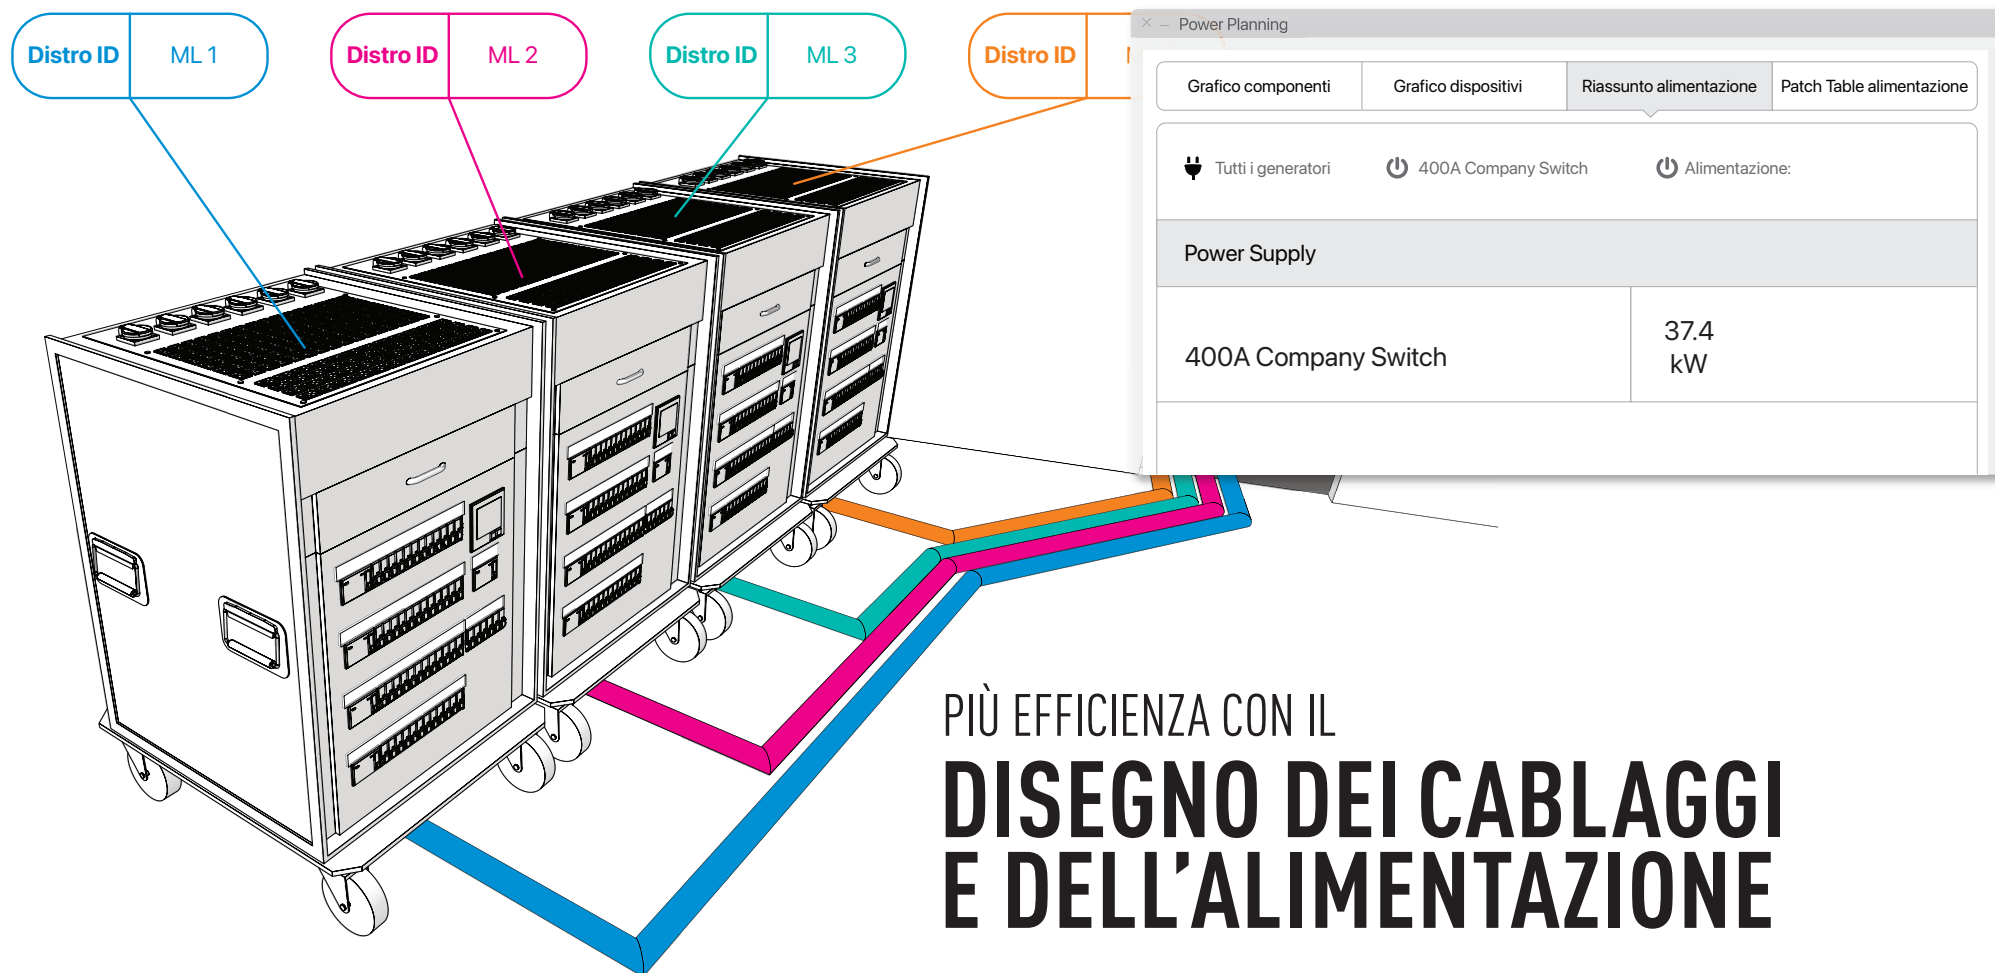 Distro ID ML 1
Distro ID ML 2
Distro ID ML 3
Distro ID
Power Planning
Grafico componenti
Grafico dispositivi
Riassunto alimentazione
Patch Table alimentazione
Tutti i generatori
400A Company Switch
Alimentazione:
Power Supply
400A Company Switch
37.4
kW
PIÙ EFFICIENZA CON IL
DISEGNO DEI CABLAGGI
E DELL'ALIMENTAZIONE